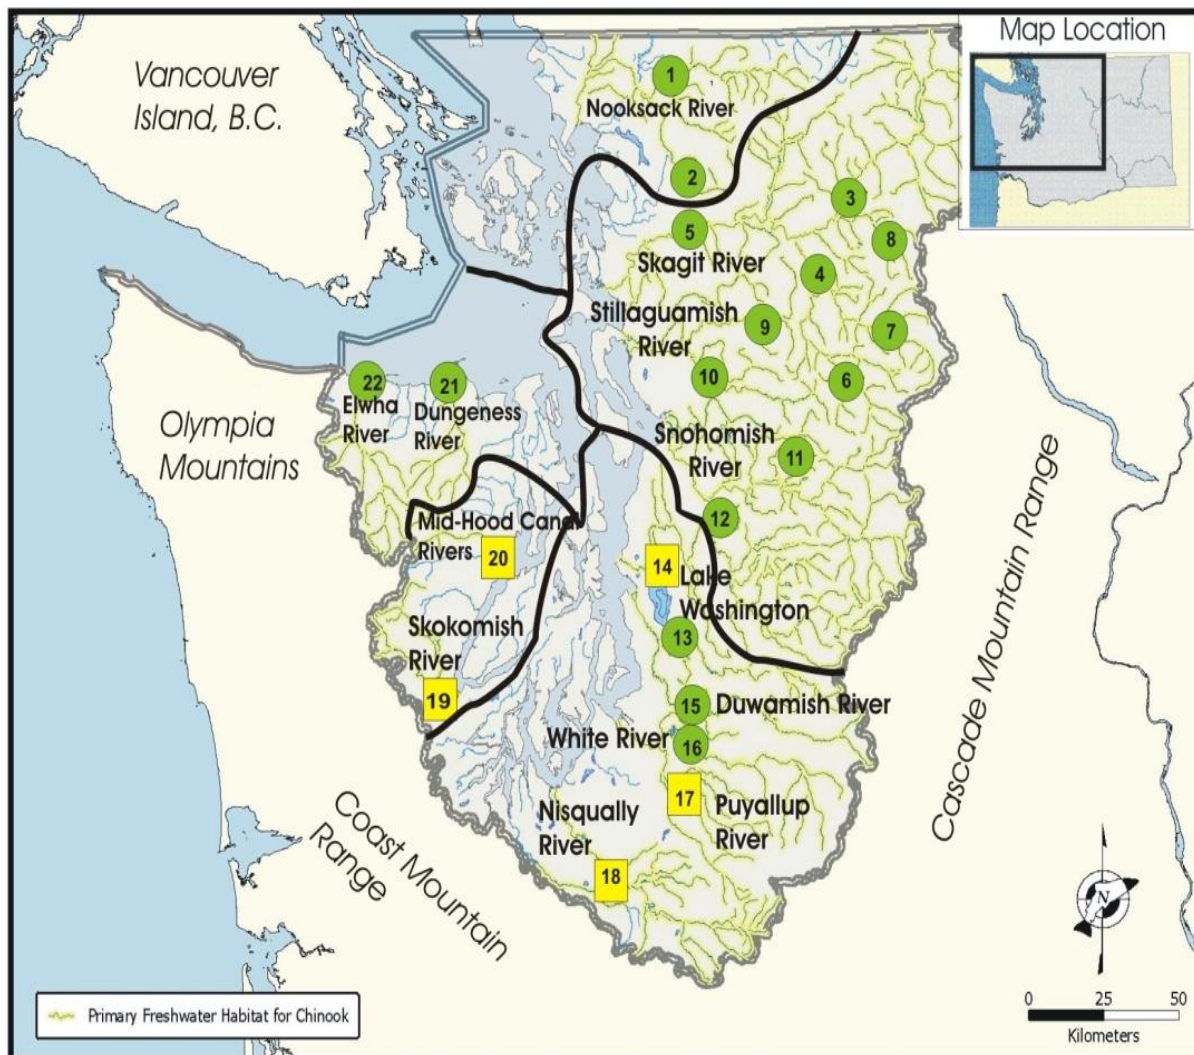 Map Location
Vancouver
Island, B.C.
1
Nooksack River
2
3
5
8
Skagit River
4
Stillaguamish
River
9
7
10
6
22
21
Elwha
River
Dungeness
River
Olympia
Mountains
Snohomish
River
11
12
Mid-Hood Canal
Rivers
20
14
Lake
Washington
13
Skokomish
River
19
15
Duwamish River
White River
16
17
Puyallup
River
Nisqually
River
18
Coast Mountain
Range
Cascade Mountain Range
N
Primary Freshwater Habitat for Chinook
0 25 50
Kilometers